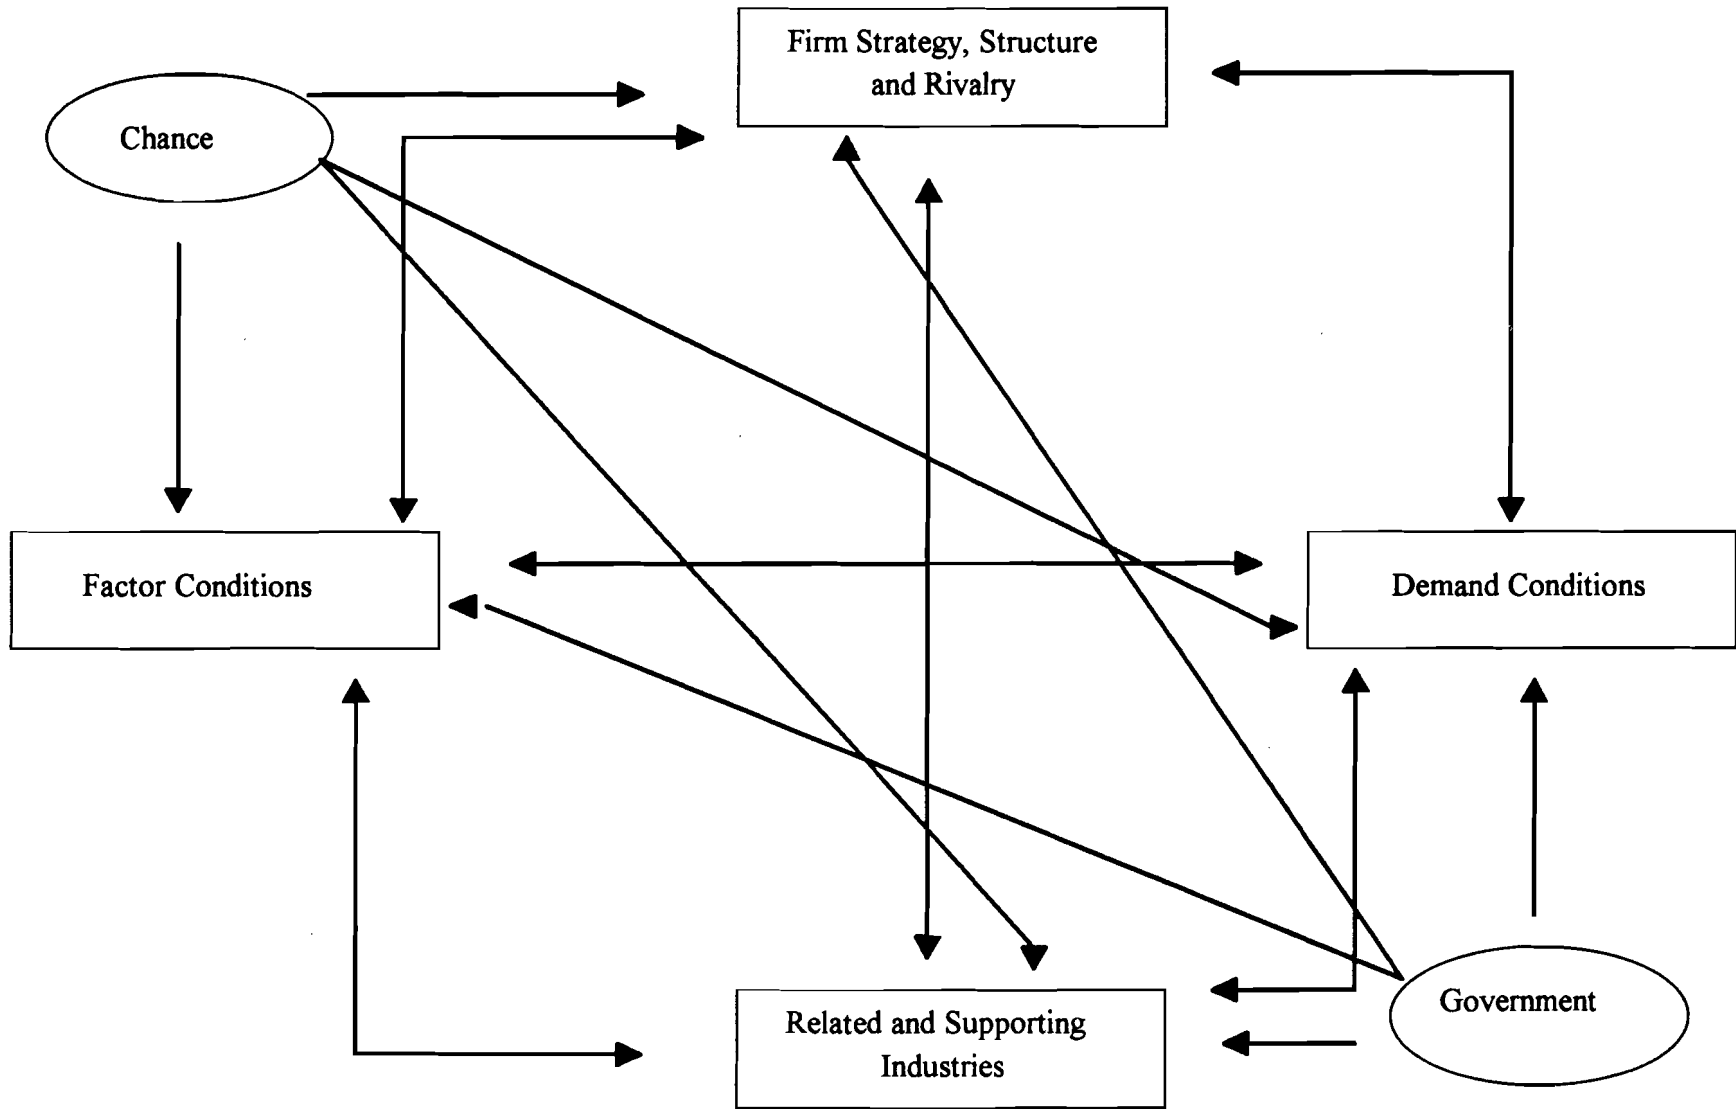 Firm Strategy, Structure
and Rivalry
Chance
Factor Conditions
Demand Conditions
Government
Related and Supporting
Industries